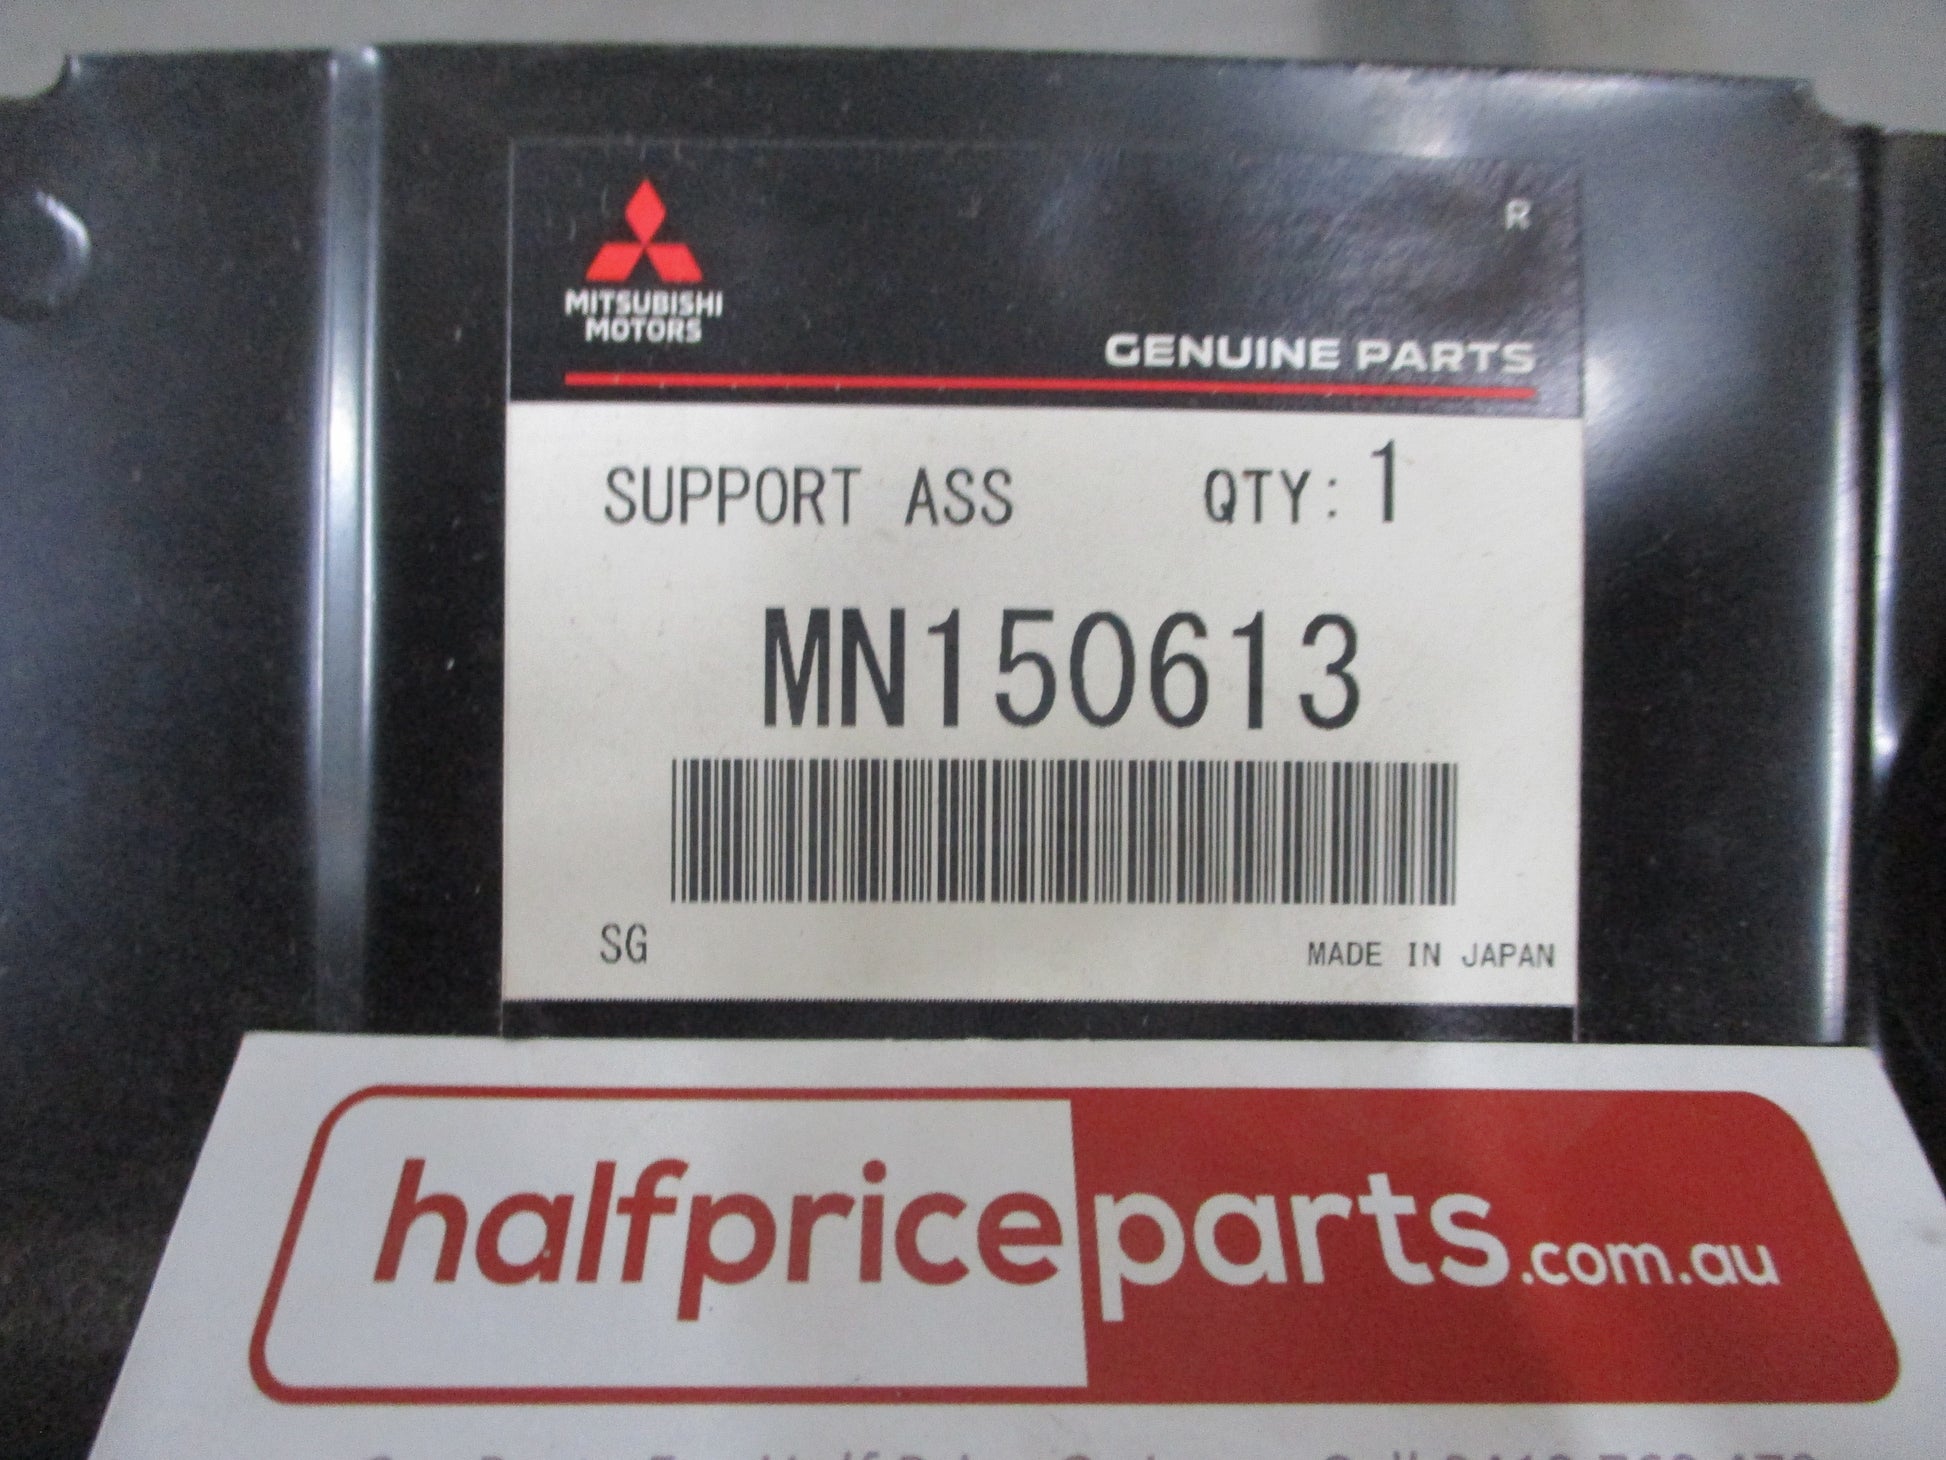 R
MITSUBISHI
MOTORS
GENUINE PARTS
SUPPORT ASS QTY: 1
MN150613
SG MADE IN JAPAN
halfpriceparts.com.au